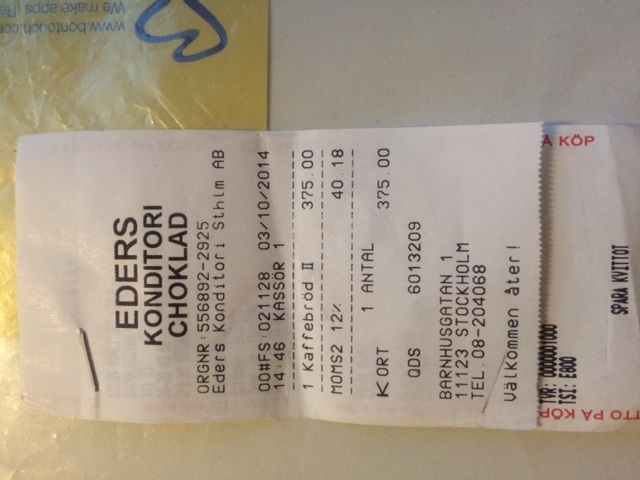 EDERS
KONDITORI
CHOKLAD
ORGNR:556892-2925
Eders Konditori Sthlm AB
00#FS:021128 03/10/2014
14:46 KASSÖR 1
1 Kaffebröd II 375.00
MOMS2 12% 40.18
1 ANTAL
KORT 375.00
QDS 6013209
BARNHUSGATAN 1
11123 STOCKHOLM
TEL.08-204068
Välkommen åter!
TVR: 0000001000
TSI: E800
SPARA KVITTOT
TTO PÅ KÖP
Å KÖP
www.bontouch.co
We make apps. Re